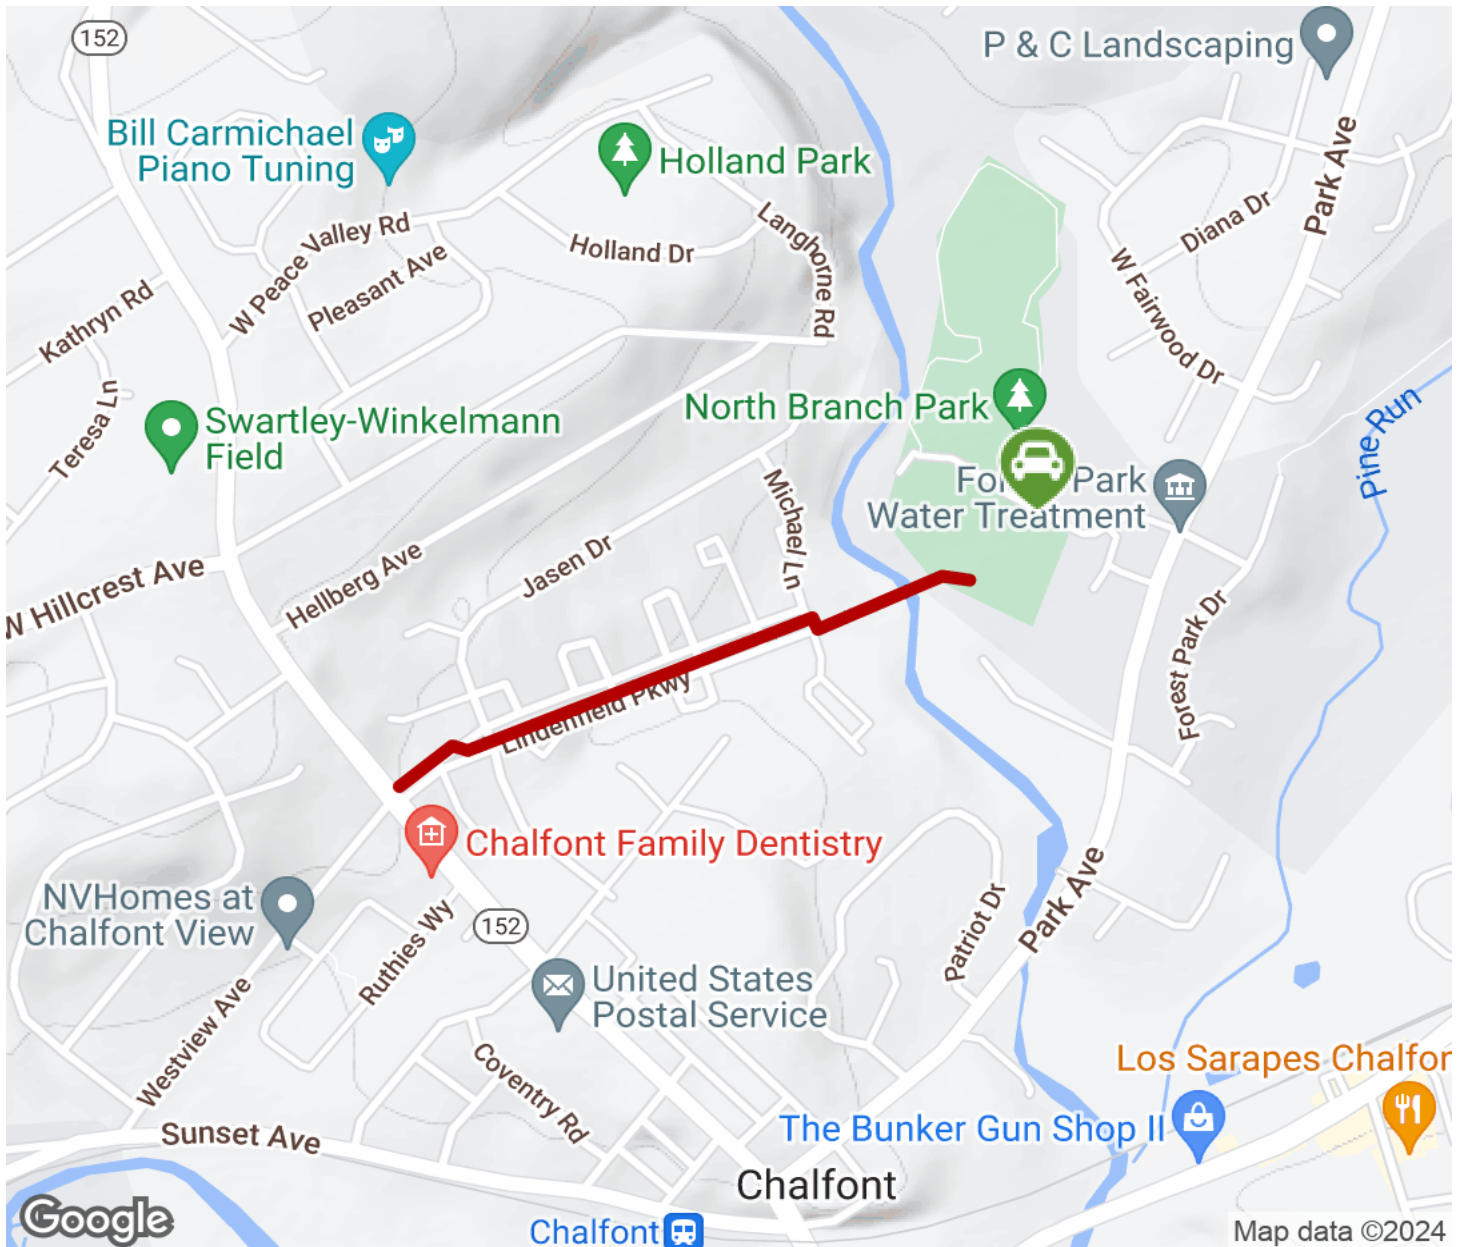 152
P & C Landscaping
Bill Carmichael
Piano Tuning
Holland Park
Park Ave
Langhorne Rd
Diana Dr
W Peace Valley Rd
Holland Dr
Pleasant Ave
W Fairwood Dr
Kathryn Rd
Teresa Ln
North Branch Park
Swartley-Winkelmann
Field
Pine Run
Park
Water Treatment
Michael Ln
W Hillcrest Ave
Hellberg Ave
Jasen Dr
Forest Park Dr
Lindenfield Pkwy
Chalfont Family Dentistry
NVHomes at
Chalfont View
152
Ruthies Wy
Patriot Dr
Park Ave
United States
Postal Service
Westview Ave
Coventry Rd
Los Sarapes Chalfor
The Bunker Gun Shop II
Sunset Ave
Chalfont
Google
Chalfont
Map data ©2024